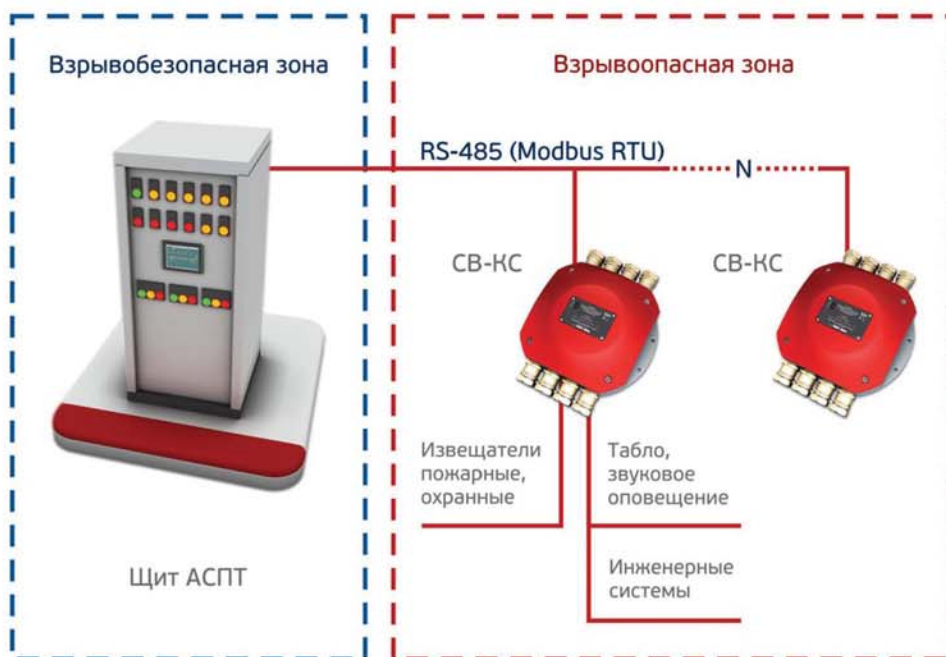 Взрывобезопасная зона
Взрывоопасная зона
RS-485 (Modbus RTU)
N
СВ-КС
СВ-КС
Извещатели
пожарные,
охранные
Табло,
звуковое
оповещение
Инженерные
системы
Щит АСПТ